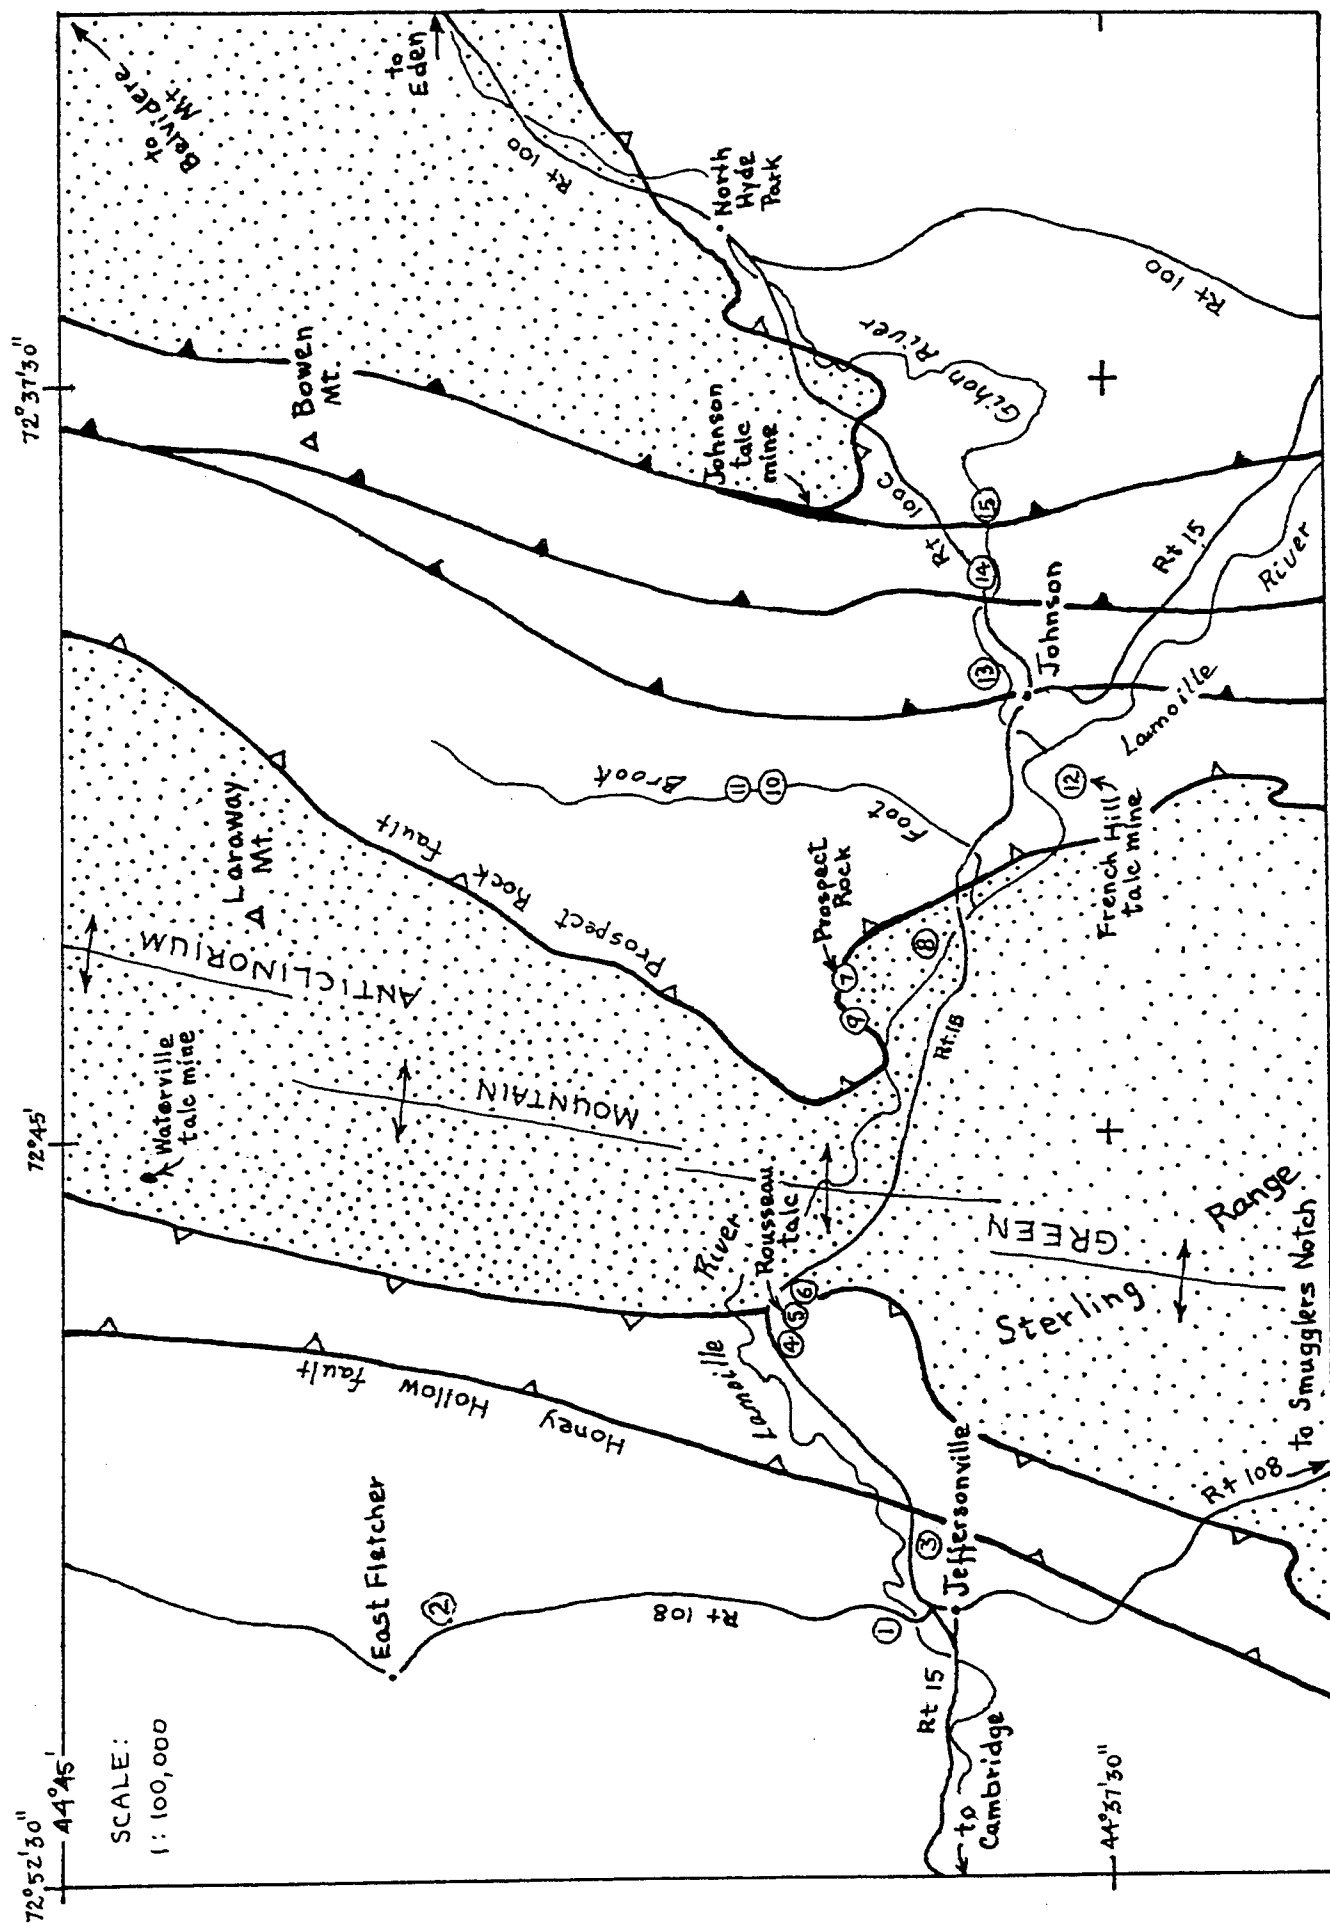 72°52'30"
44°45'
SCALE:
1:100,000
72°45'
72°37'30"
44°37'30"
to
Belvidere
Mt
to
Eden
Rt 100
North
Hyde
Park
Rt 100
Bowen
Mt.
Johnson
talc
mine
Gihon
River
Rt 100C
15
14
13
Johnson
Rt 15
River
Lamoille
Laraway
Mt.
Brook
Foot
11
10
12
French Hill
talc mine
Prospect
Rock
Prospect Rock fault
7
9
8
Rt.15
Waterville
talc mine
GREEN
MOUNTAIN
ANTICLINORIUM
Rousseau
talc
River
Lamoille
4
5
6
Sterling
Range
Honey Hollow fault
East Fletcher
2
Rt 108
1
3
Jeffersonville
Rt 15
to
Cambridge
Rt 108
to Smugglers Notch